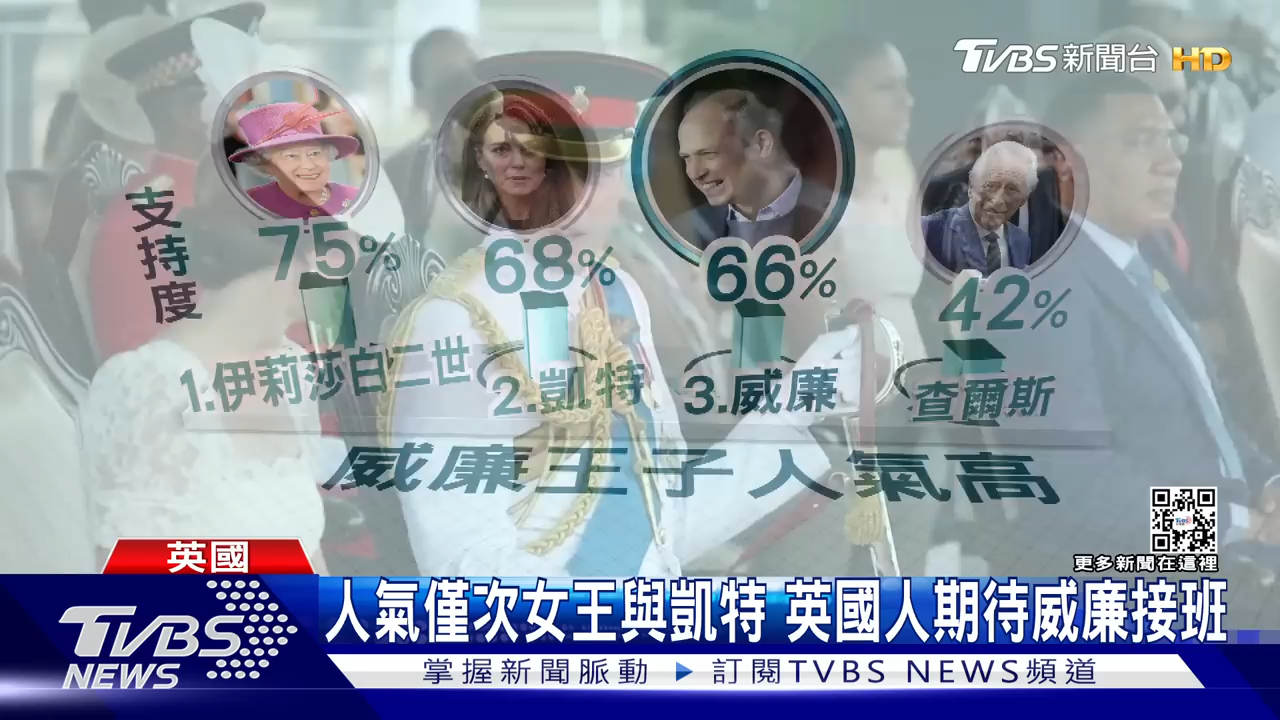 TVBS新聞台 HD
支持度
75%
68%
66%
42%
1.伊莉莎白二世
2.凱特
3.威廉
查爾斯
威廉王子人氣高
更多新聞在這裡
英國
人氣僅次女王與凱特 英國人期待威廉接班
TVBS NEWS
掌握新聞脈動 ▶ 訂閱TVBS NEWS頻道